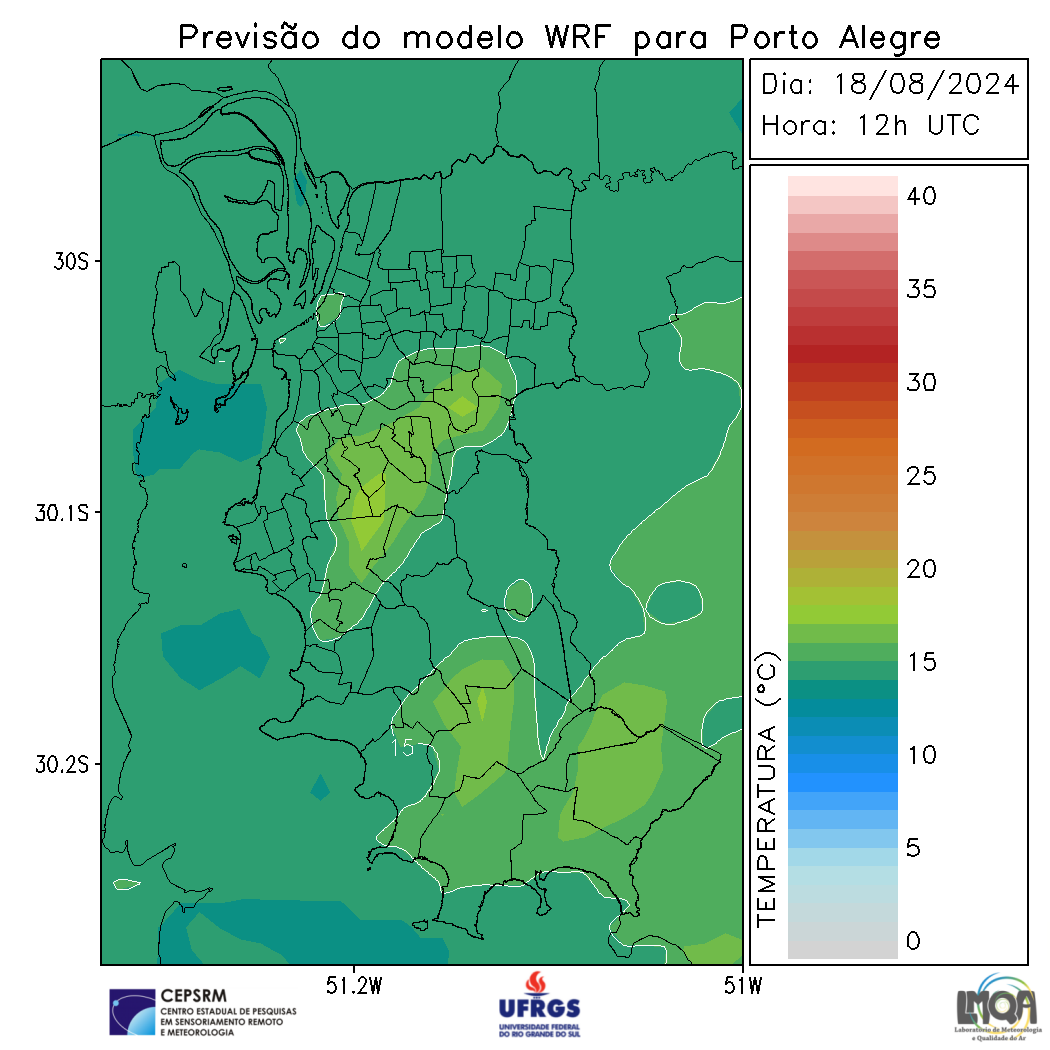 Previsão do modelo WRF para Porto Alegre
Dia: 18/08/2024
Hora: 12h UTC
40
35
30
25
20
15
10
5
0
TEMPERATURA (°C)
30S
30.1S
30.2S
15
51.2W
51W
CEPSRM
CENTRO ESTADUAL DE PESQUISAS
EM SENSORIAMENTO REMOTO
E METEOROLOGIA
UFRGS
UNIVERSIDADE FEDERAL
DO RIO GRANDE DO SUL
LMQA
Laboratório de Meteorologia
e Qualidade do Ar